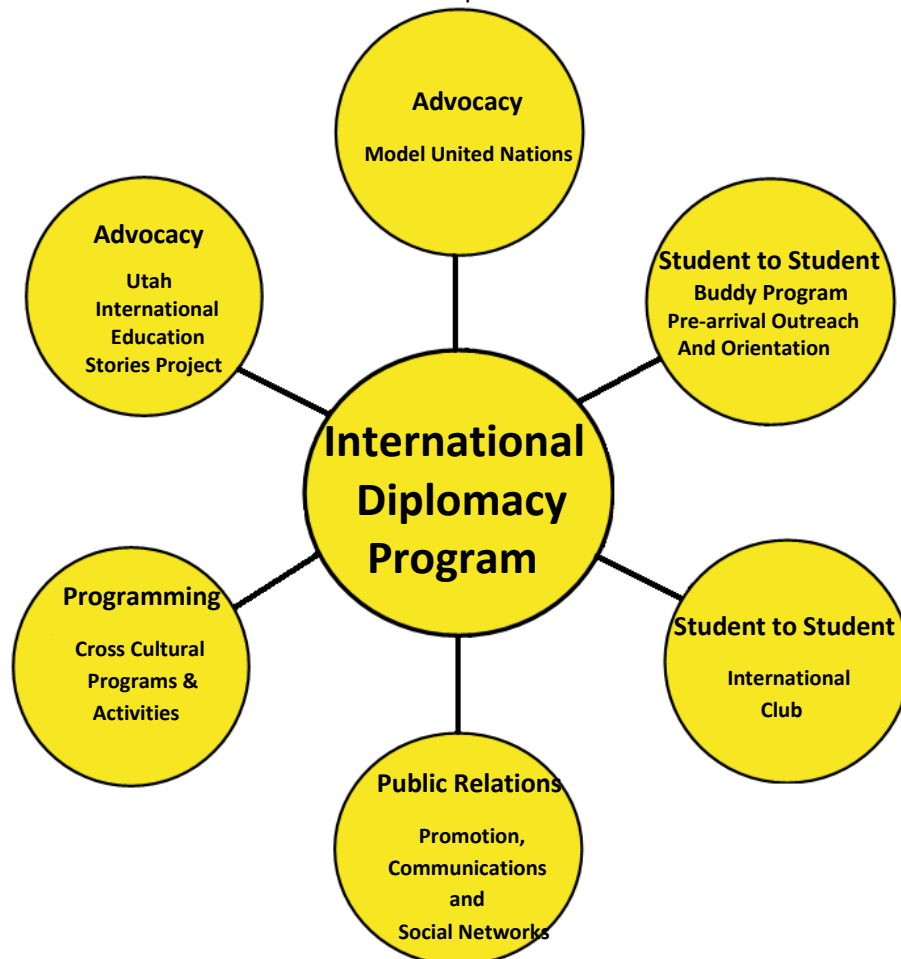 Advocacy
Model United Nations
Advocacy
Utah
International
Education
Stories Project
Student to Student
Buddy Program
Pre-arrival Outreach
And Orientation
International
Diplomacy
Program
Programming
Cross Cultural
Programs &
Activities
Student to Student
International
Club
Public Relations
Promotion,
Communications
and
Social Networks